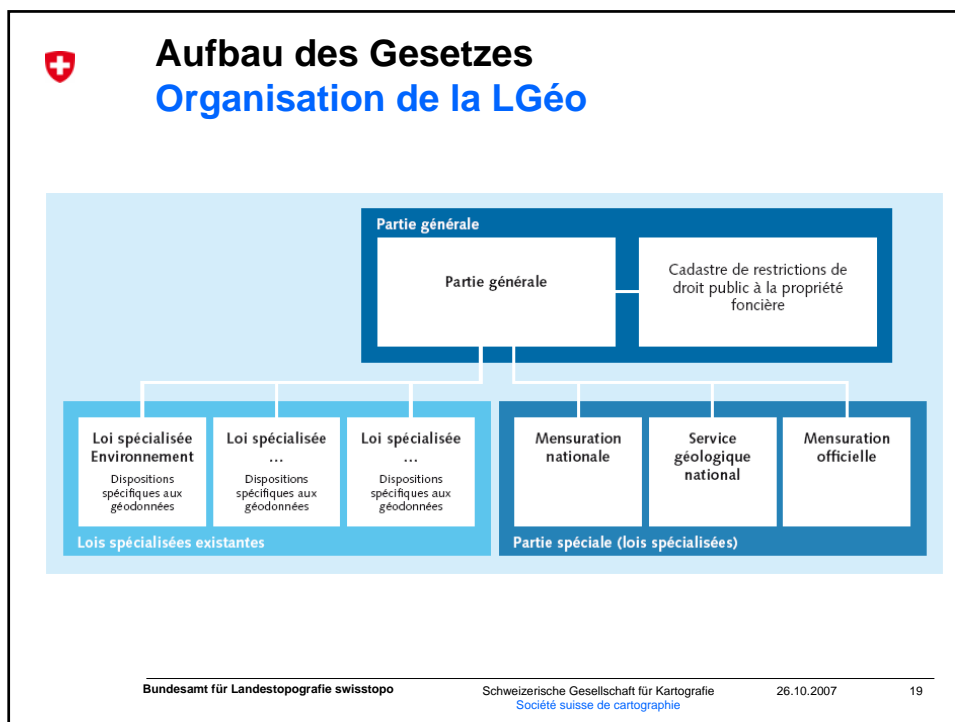 Aufbau des Gesetzes
Organisation de la LGéo
Partie générale
Partie générale
Cadastre de restrictions de
droit public à la propriété
foncière
Loi spécialisée
Environnement
Dispositions
spécifiques aux
géodonnées
Loi spécialisée
…
Dispositions
spécifiques aux
géodonnées
Loi spécialisée
…
Dispositions
spécifiques aux
géodonnées
Lois spécialisées existantes
Mensuration
nationale
Service
géologique
national
Mensuration
officielle
Partie spéciale (lois spécialisées)
Bundesamt für Landestopografie swisstopo
Schweizerische Gesellschaft für Kartografie
Société suisse de cartographie
26.10.2007
19